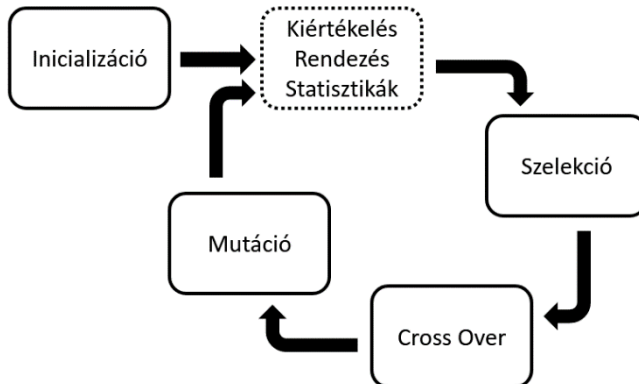 Inicializáció
Kiértékelés
Rendezés
Statisztikák
Szelekció
Mutáció
Cross Over